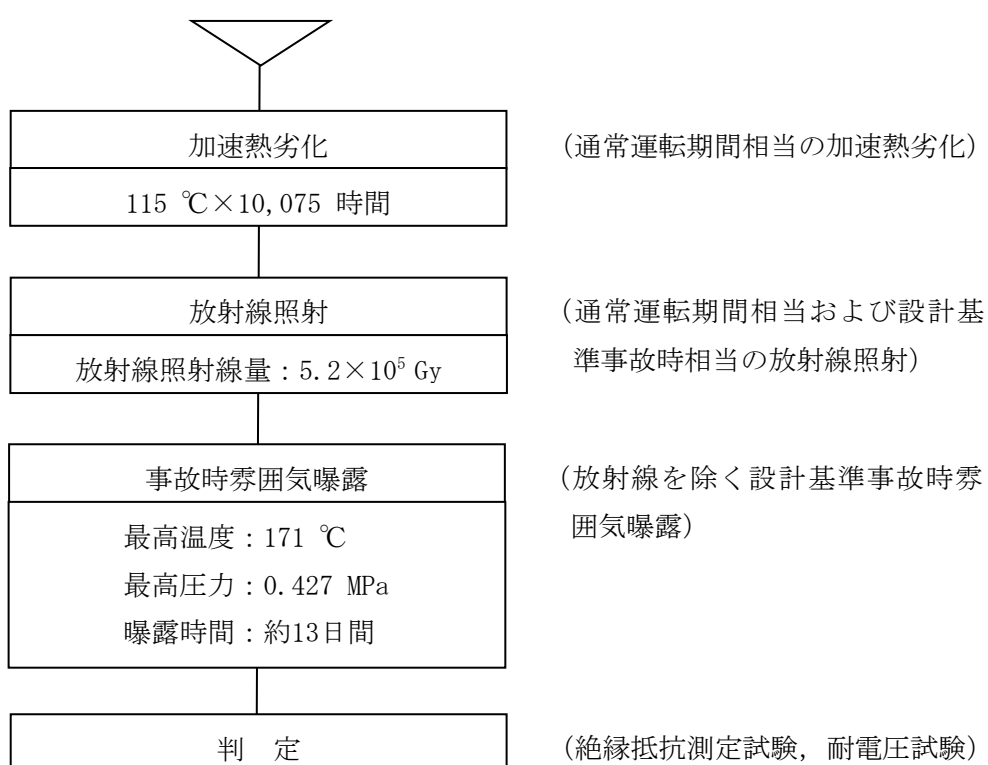 加速熱劣化
(通常運転期間相当の加速熱劣化)
115 ℃×10,075 時間
放射線照射
(通常運転期間相当および設計基
準事故時相当の放射線照射)
放射線照射線量：5.2×10⁵ Gy
事故時雰囲気曝露
(放射線を除く設計基準事故時雰
囲気曝露)
最高温度：171 ℃
最高圧力：0.427 MPa
曝露時間：約13日間
判　定
(絶縁抵抗測定試験，耐電圧試験)